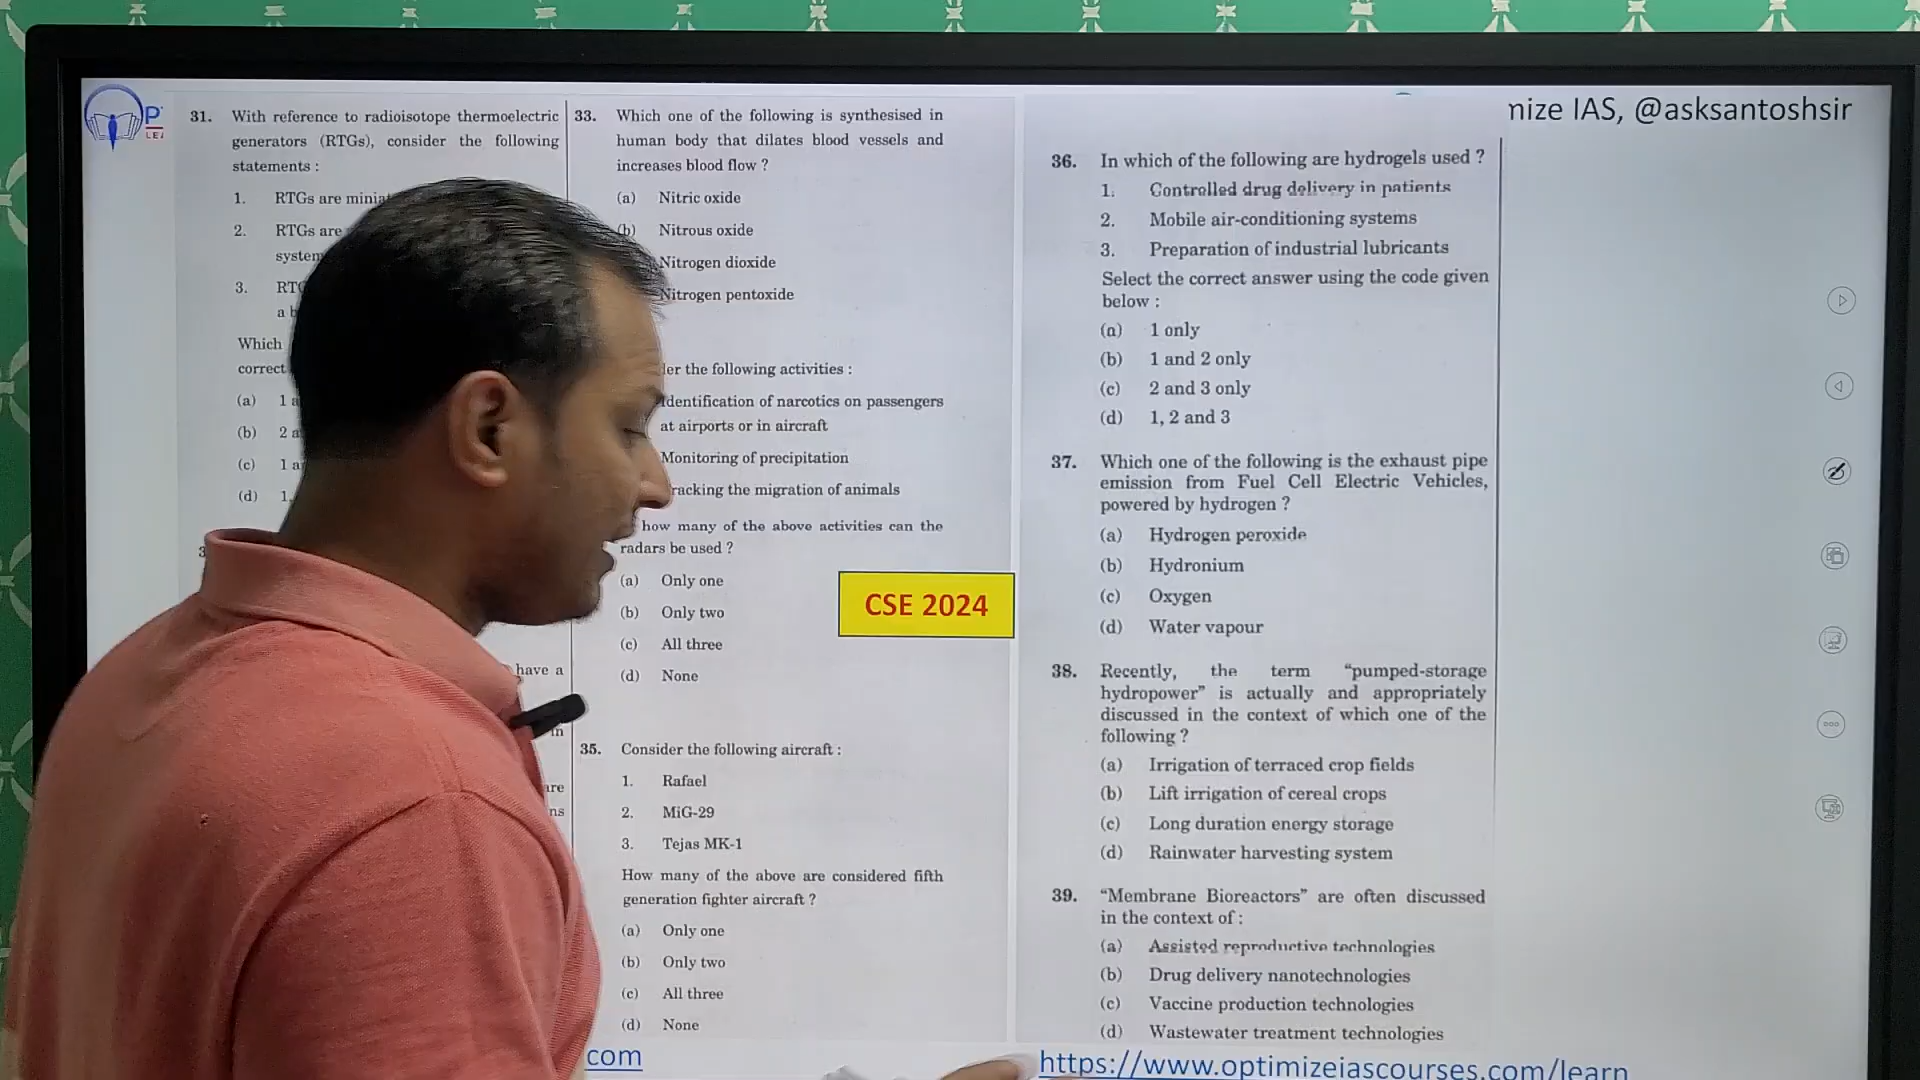 nize IAS, @asksantoshsir
31. With reference to radioisotope thermoelectric
generators (RTGs), consider the following
statements :
1. RTGs are
2. RTGs are
3.
Which
correct
(a) 1
(b) 2
(c) 1
(d) 1,
have a
33. Which one of the following is synthesised in
human body that dilates blood vessels and
increases blood flow ?
(a) Nitric oxide
(b) Nitrous oxide
Nitrogen dioxide
Nitrogen pentoxide
the following activities :
Identification of narcotics on passengers
at airports or in aircraft
Monitoring of precipitation
racking the migration of animals
how many of the above activities can the
radars be used ?
(a) Only one
(b) Only two
(c) All three
(d) None
CSE 2024
35. Consider the following aircraft :
1. Rafael
2. MiG-29
3. Tejas MK-1
How many of the above are considered fifth
generation fighter aircraft ?
(a) Only one
(b) Only two
(c) All three
(d) None
36. In which of the following are hydrogels used ?
1. Controlled drug delivery in patients
2. Mobile air-conditioning systems
3. Preparation of industrial lubricants
Select the correct answer using the code given
below :
(a) 1 only
(b) 1 and 2 only
(c) 2 and 3 only
(d) 1, 2 and 3
37. Which one of the following is the exhaust pipe
emission from Fuel Cell Electric Vehicles,
powered by hydrogen ?
(a) Hydrogen peroxide
(b) Hydronium
(c) Oxygen
(d) Water vapour
38. Recently, the term “pumped-storage
hydropower” is actually and appropriately
discussed in the context of which one of the
following ?
(a) Irrigation of terraced crop fields
(b) Lift irrigation of cereal crops
(c) Long duration energy storage
(d) Rainwater harvesting system
39. “Membrane Bioreactors” are often discussed
in the context of :
(a) Assisted reproductive technologies
(b) Drug delivery nanotechnologies
(c) Vaccine production technologies
(d) Wastewater treatment technologies
com
https://www.optimizeiascourses.com/learn